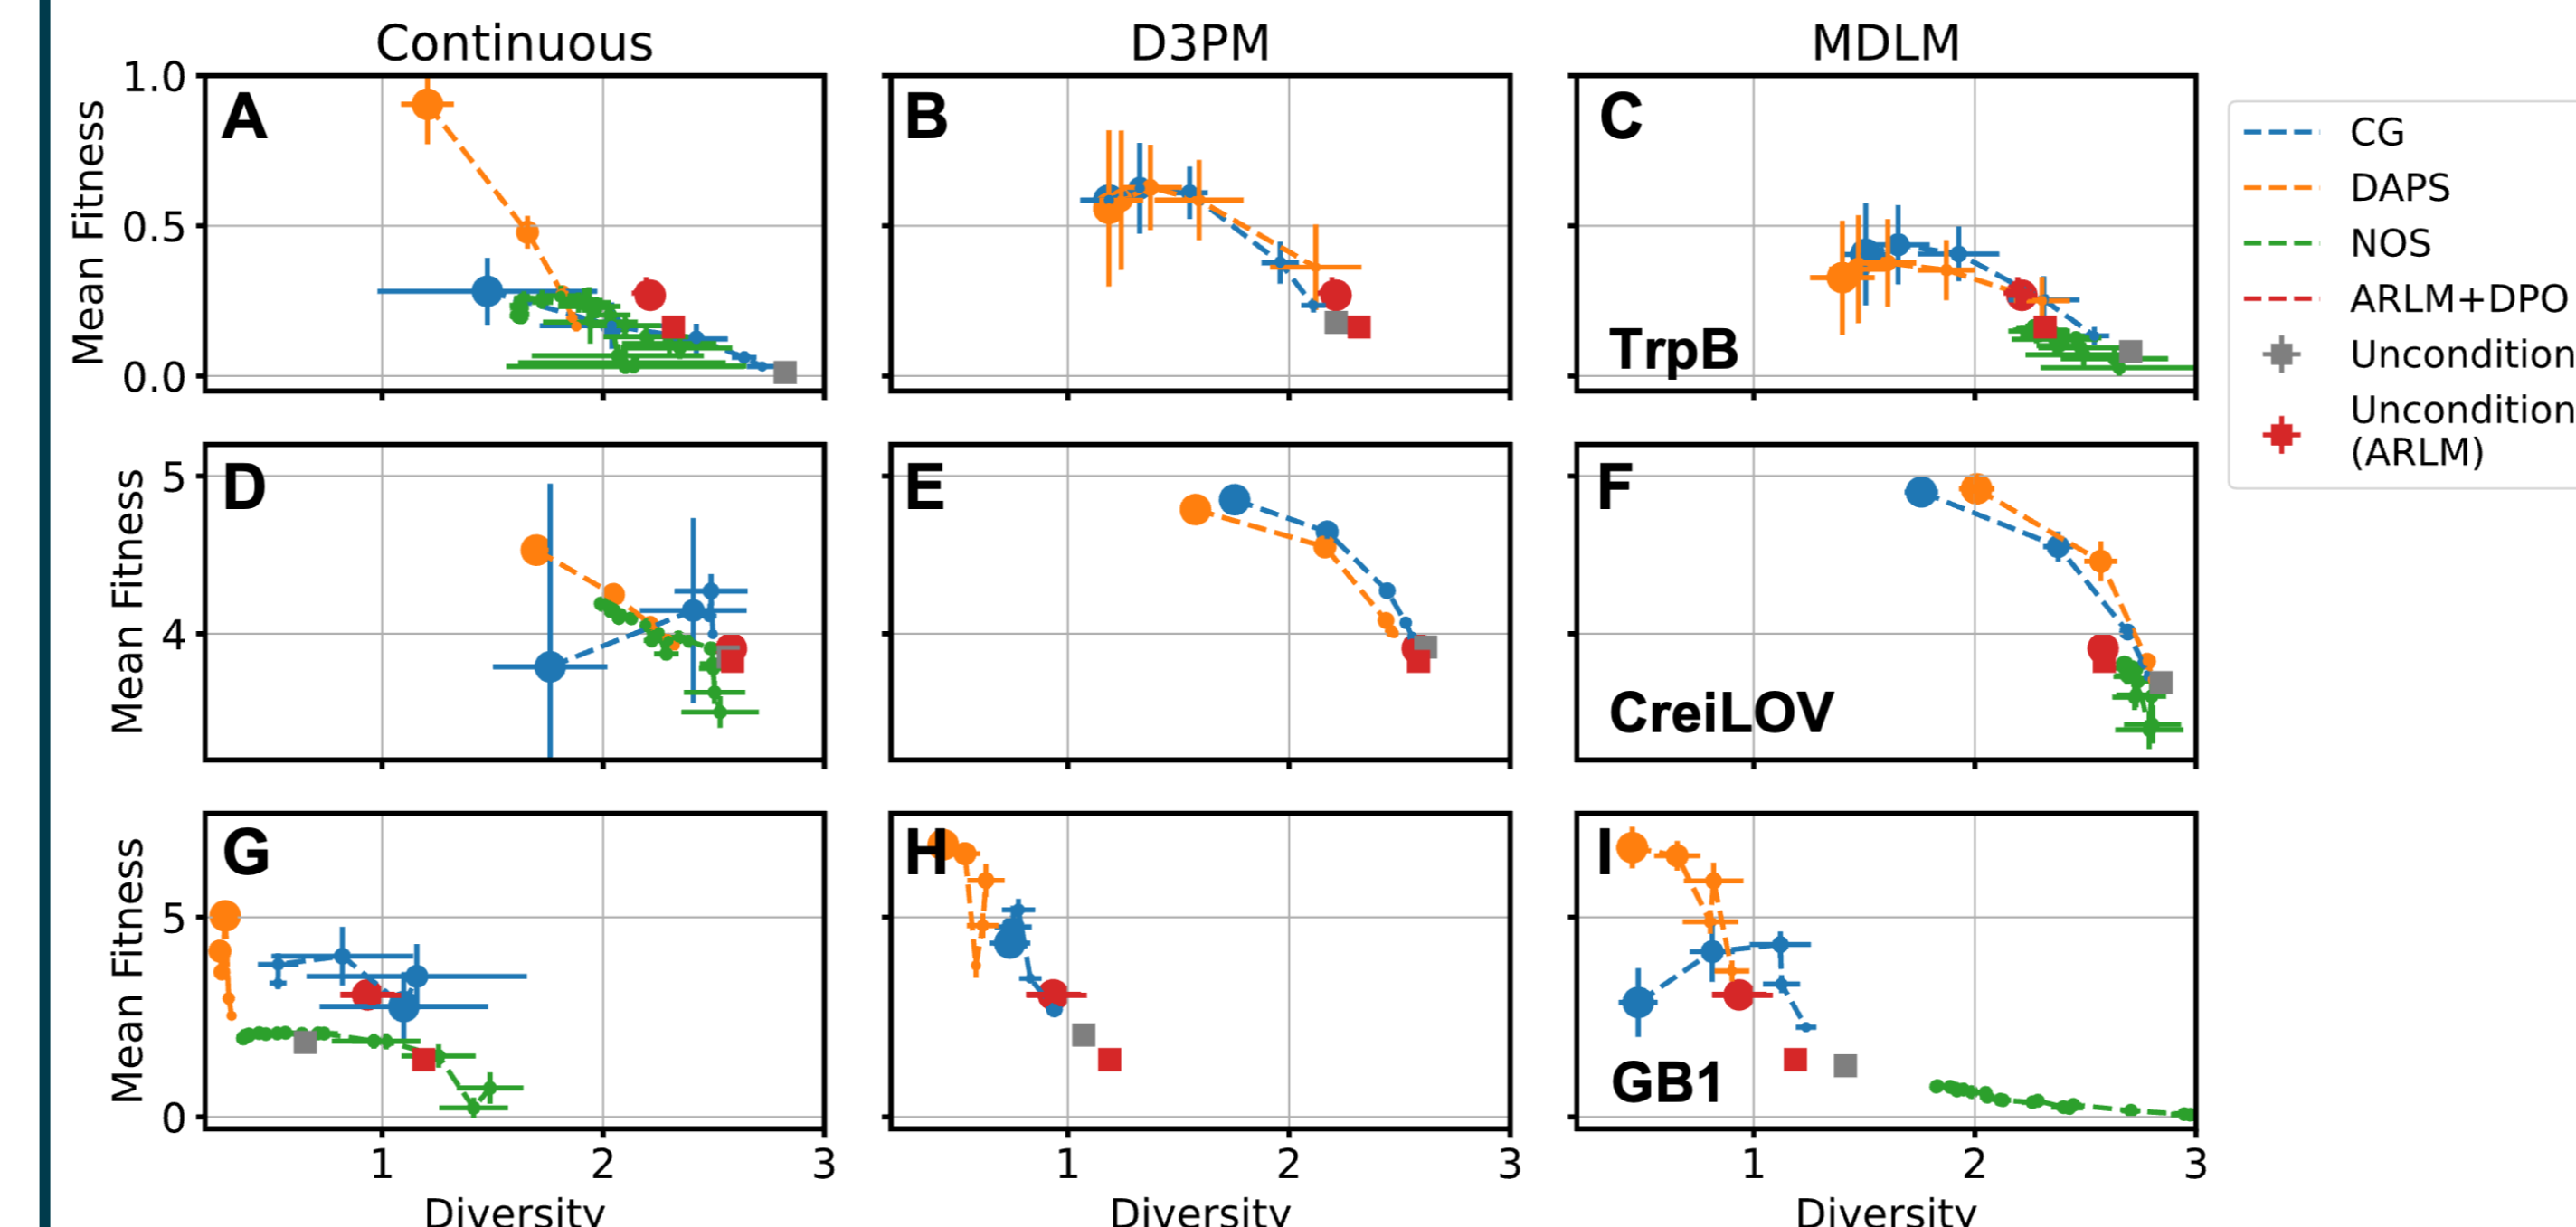 Continuous D3PM MDLM
1.0 A B C
Mean Fitness
0.5
0.0
TrpB
CG
DAPS
NOS
ARLM+DPO
Uncondition
Uncondition
(ARLM)
5 D E F
Mean Fitness
4
CreiLOV
G H I
Mean Fitness
5
0
GB1
1 2 3 1 2 3 1 2 3
Diversity Diversity Diversity